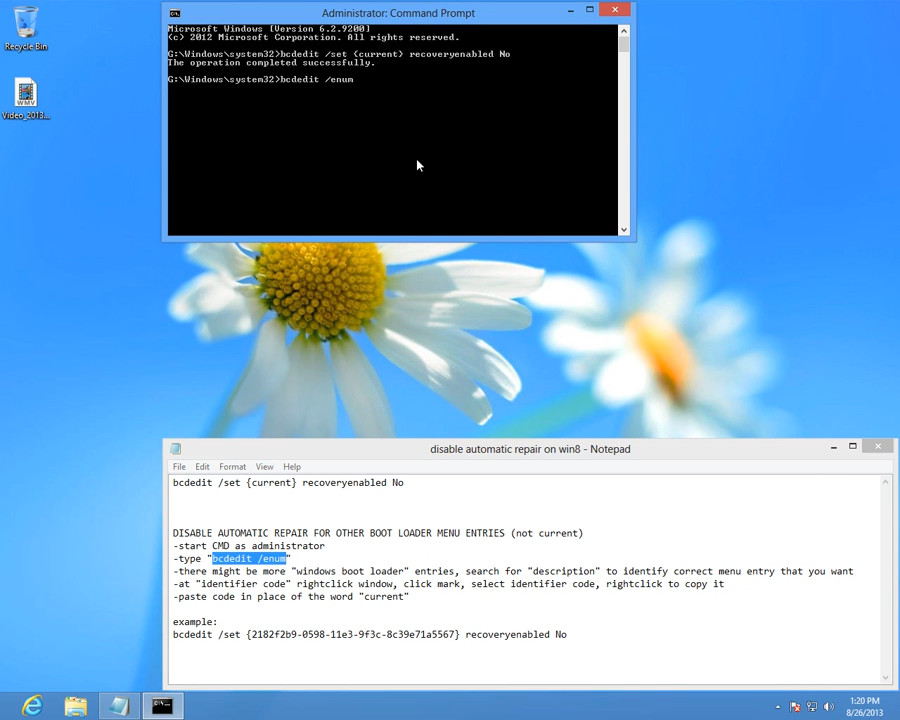 Recycle Bin
Video_2013...
Administrator: Command Prompt
Microsoft Windows [Version 6.2.9200]
(c) 2012 Microsoft Corporation. All rights reserved.
G:\Windows\system32>bcdedit /set {current} recoveryenabled No
The operation completed successfully.
G:\Windows\system32>bcdedit /enum
disable automatic repair on win8 - Notepad
File Edit Format View Help
bcdedit /set {current} recoveryenabled No
DISABLE AUTOMATIC REPAIR FOR OTHER BOOT LOADER MENU ENTRIES (not current)
-start CMD as administrator
-type "bcdedit /enum"
-there might be more "windows boot loader" entries, search for "description" to identify correct menu entry that you want
-at "identifier code" rightclick window, click mark, select identifier code, rightclick to copy it
-paste code in place of the word "current"
example:
bcdedit /set {2182f2b9-0598-11e3-9f3c-8c39e71a5567} recoveryenabled No
1:20 PM
8/26/2013